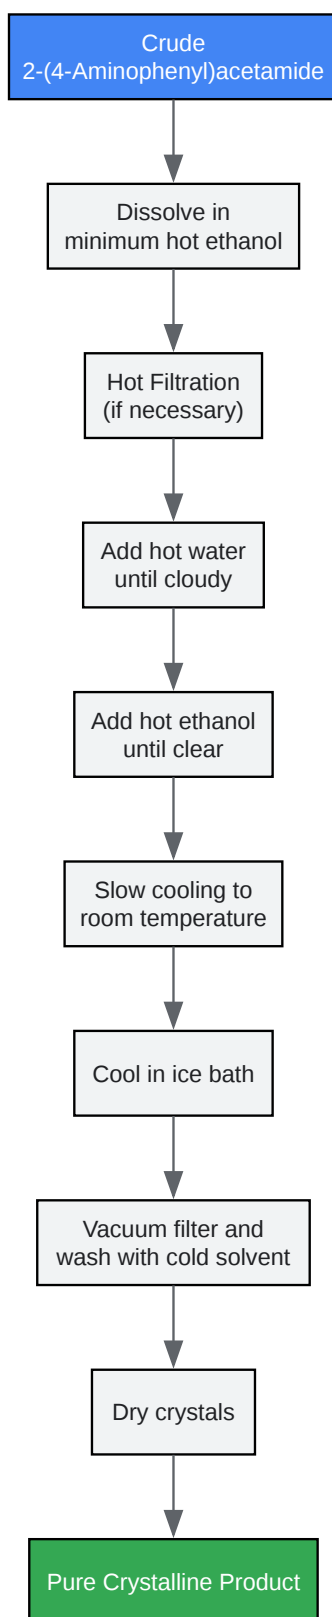 Crude
2-(4-Aminophenyl)acetamide
Dissolve in
minimum hot ethanol
Hot Filtration
(if necessary)
Add hot water
until cloudy
Add hot ethanol
until clear
Slow cooling to
room temperature
Cool in ice bath
Vacuum filter and
wash with cold solvent
Dry crystals
Pure Crystalline Product